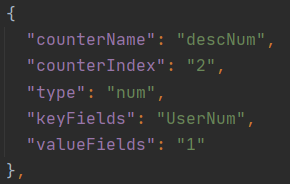 {
"counterName": "descNum",
"counterIndex": "2",
"type": "num",
"keyFields": "UserNum",
"valueFields": "1"
},